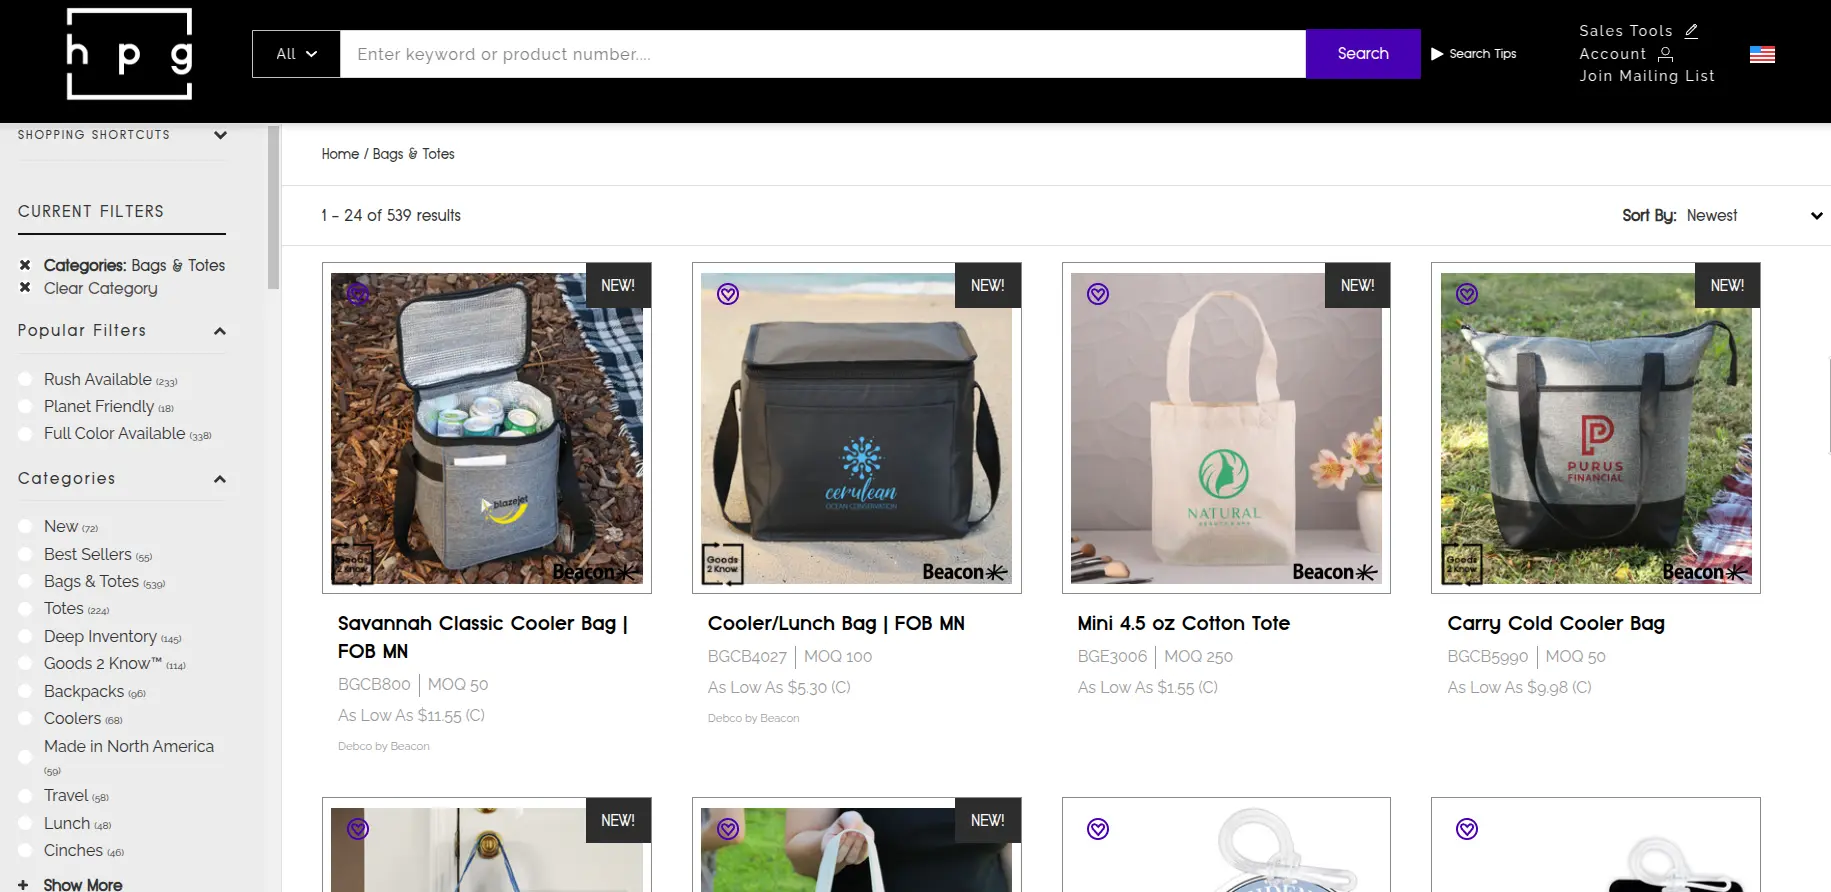 h p g
All
Enter keyword or product number....
Search
Search Tips
Sales Tools
Account
Join Mailing List
SHOPPING SHORTCUTS
CURRENT FILTERS
Categories: Bags & Totes
Clear Category
Popular Filters
Rush Available (233)
Planet Friendly (18)
Full Color Available (338)
Categories
New (72)
Best Sellers (55)
Bags & Totes (539)
Totes (224)
Deep Inventory (145)
Goods 2 Know™ (114)
Backpacks (96)
Coolers (68)
Made in North America
(59)
Travel (58)
Lunch (48)
Cinches (46)
Show More
Home / Bags & Totes
1 - 24 of 539 results
Sort By: Newest
NEW!
blazejet
Goods
2 Know
Beacon
Savannah Classic Cooler Bag |
FOB MN
BGCB800 | MOQ 50
As Low As $11.55 (C)
Debco by Beacon
NEW!
cerulean
OCEAN CONSERVATION
Goods
2 Know
Beacon
Cooler/Lunch Bag | FOB MN
BGCB4027 | MOQ 100
As Low As $5.30 (C)
Debco by Beacon
NEW!
NATURAL
Beacon
Mini 4.5 oz Cotton Tote
BGE3006 | MOQ 250
As Low As $1.55 (C)
NEW!
PURUS
FINANCIAL
Goods
2 Know
Beacon
Carry Cold Cooler Bag
BGCB5990 | MOQ 50
As Low As $9.98 (C)
NEW!
NEW!